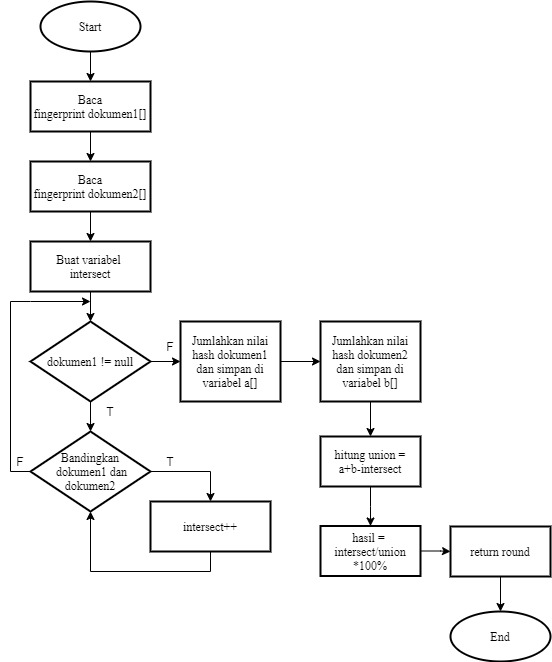 Start
Baca
fingerprint dokumen1[]
Baca
fingerprint dokumen2[]
Buat variabel
intersect
dokumen1 != null
F
Jumlahkan nilai
hash dokumen1
dan simpan di
variabel a[]
Jumlahkan nilai
hash dokumen2
dan simpan di
variabel b[]
T
Bandingkan
dokumen1 dan
dokumen2
F
T
intersect++
hitung union =
a+b-intersect
hasil =
intersect/union
*100%
return round
End